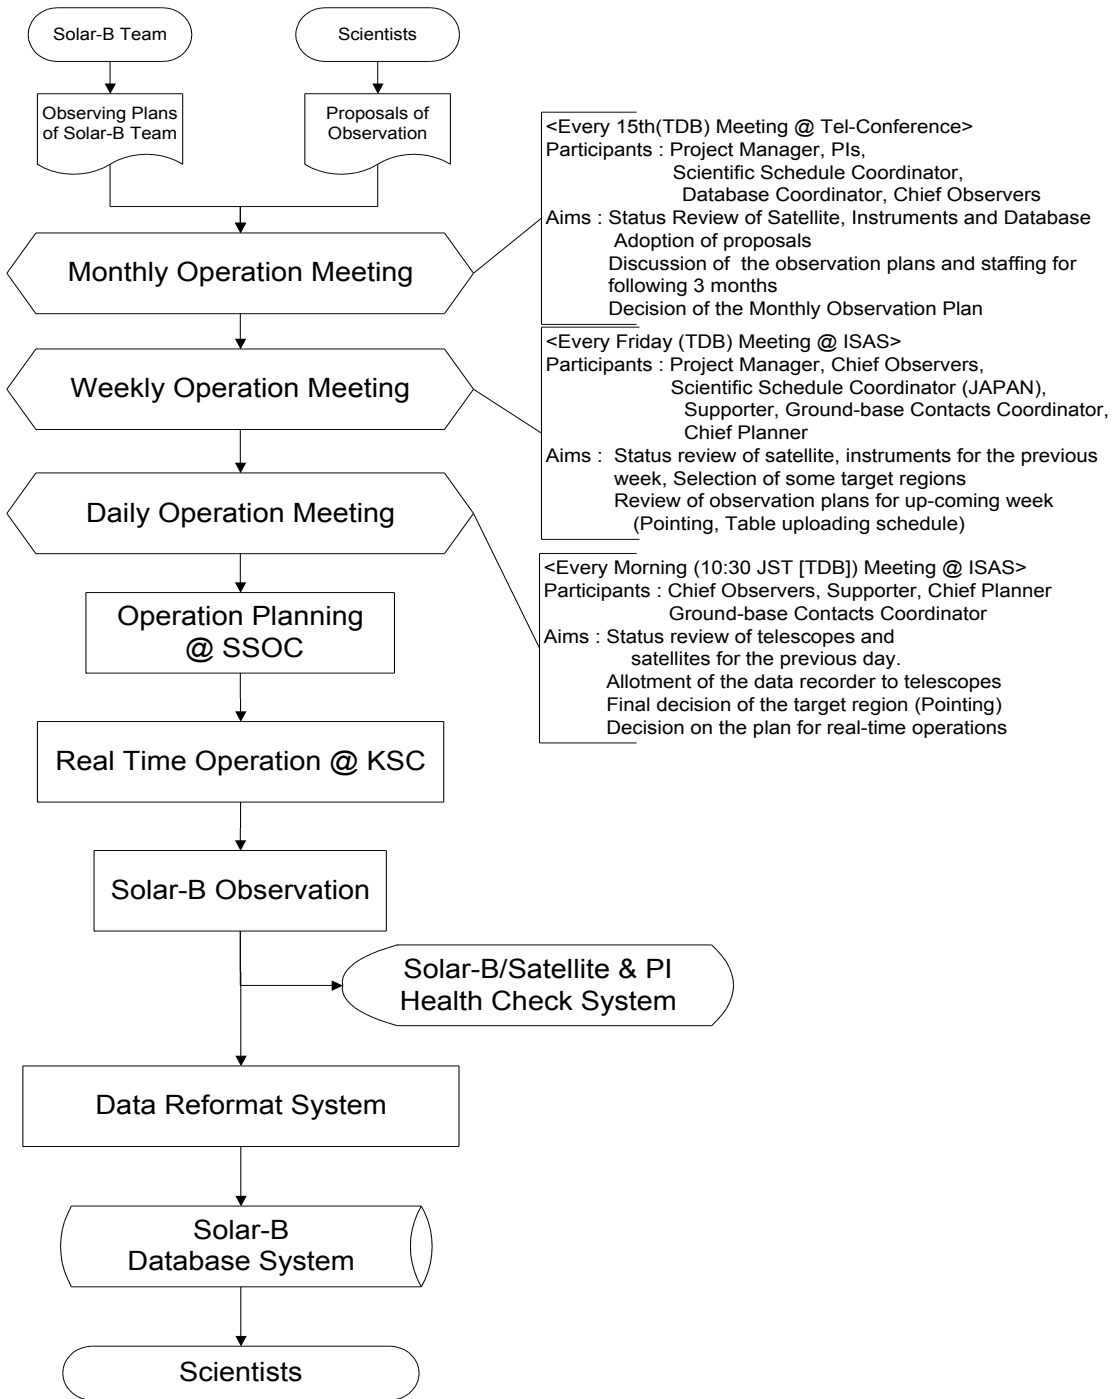 Solar-B Team
Scientists
Observing Plans
of Solar-B Team
Proposals of
Observation
<Every 15th(TDB) Meeting @ Tel-Conference>
Participants : Project Manager, PIs,
Scientific Schedule Coordinator,
Database Coordinator, Chief Observers
Aims : Status Review of Satellite, Instruments and Database
Adoption of proposals
Discussion of the observation plans and staffing for
following 3 months
Decision of the Monthly Observation Plan
Monthly Operation Meeting
<Every Friday (TDB) Meeting @ ISAS>
Participants : Project Manager, Chief Observers,
Scientific Schedule Coordinator (JAPAN),
Supporter, Ground-base Contacts Coordinator,
Chief Planner
Aims : Status review of satellite, instruments for the previous
week, Selection of some target regions
Review of observation plans for up-coming week
(Pointing, Table uploading schedule)
Weekly Operation Meeting
Daily Operation Meeting
<Every Morning (10:30 JST [TDB]) Meeting @ ISAS>
Participants : Chief Observers, Supporter, Chief Planner
Ground-base Contacts Coordinator
Aims : Status review of telescopes and
satellites for the previous day.
Allotment of the data recorder to telescopes
Final decision of the target region (Pointing)
Decision on the plan for real-time operations
Operation Planning
@ SSOC
Real Time Operation @ KSC
Solar-B Observation
Solar-B/Satellite & PI
Health Check System
Data Reformat System
Solar-B
Database System
Scientists